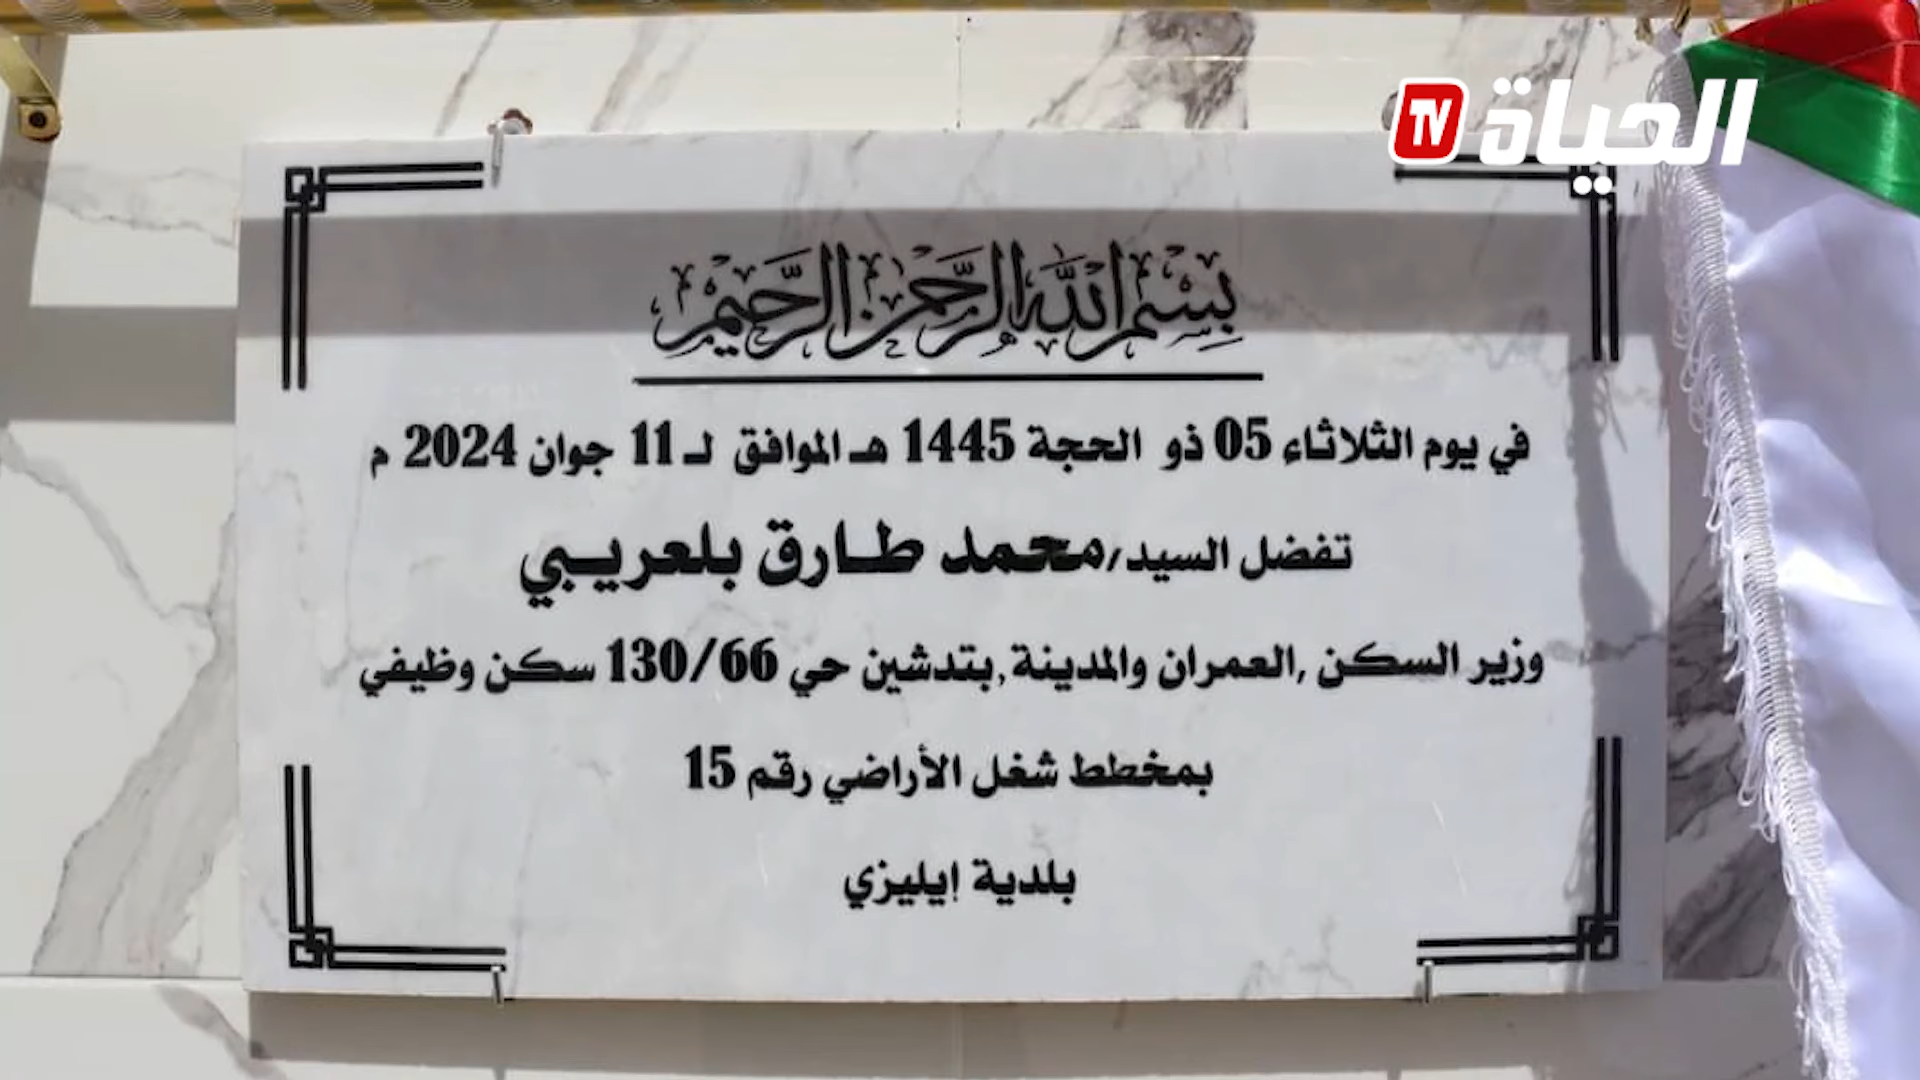 الحياة TV
بسم الله الرحمن الرحيم
في يوم الثلاثاء 05 ذو الحجة 1445 هـ الموافق لـ 11 جوان 2024 م
تفضل السيد/محمد طارق بلعريبي
وزير السكن ,العمران والمدينة ,بتدشين حي 130/66 سكن وظيفي
بمخطط شغل الأراضي رقم 15
بلدية إيليزي